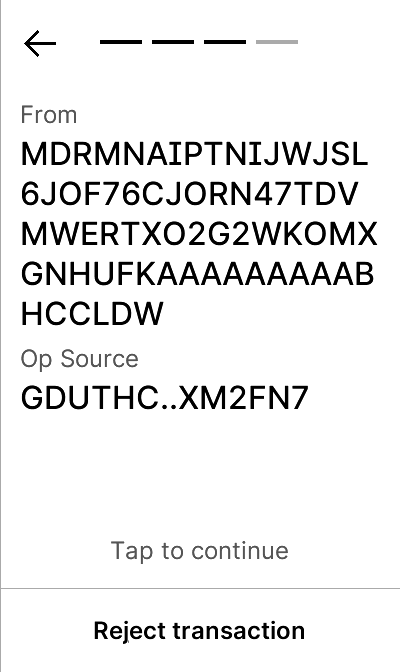 From
MDRMNAIPTNIJWJSL
6JOF76CJORN47TDV
MWERTXO2G2WKOMX
GNHUFKAAAAAAAAAB
HCCLDW
Op Source
GDUTHC..XM2FN7
Tap to continue
Reject transaction